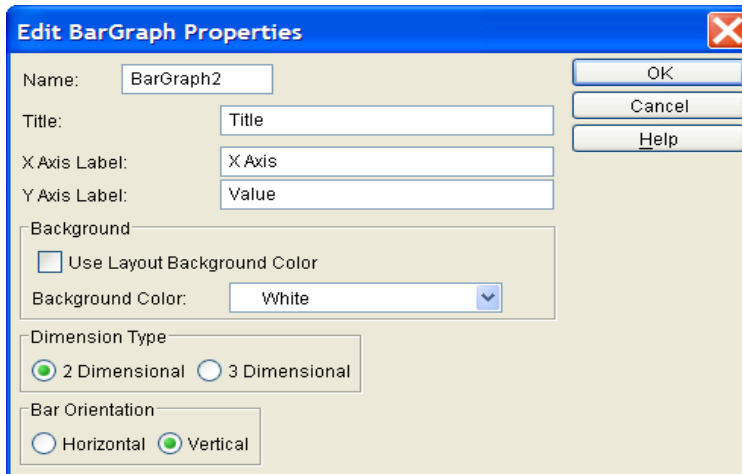 Edit BarGraph Properties
Name: BarGraph2
OK
Cancel
Title: Title
Help
X Axis Label: X Axis
Y Axis Label: Value
Background
Use Layout Background Color
Background Color: White
Dimension Type
2 Dimensional 3 Dimensional
Bar Orientation
Horizontal Vertical